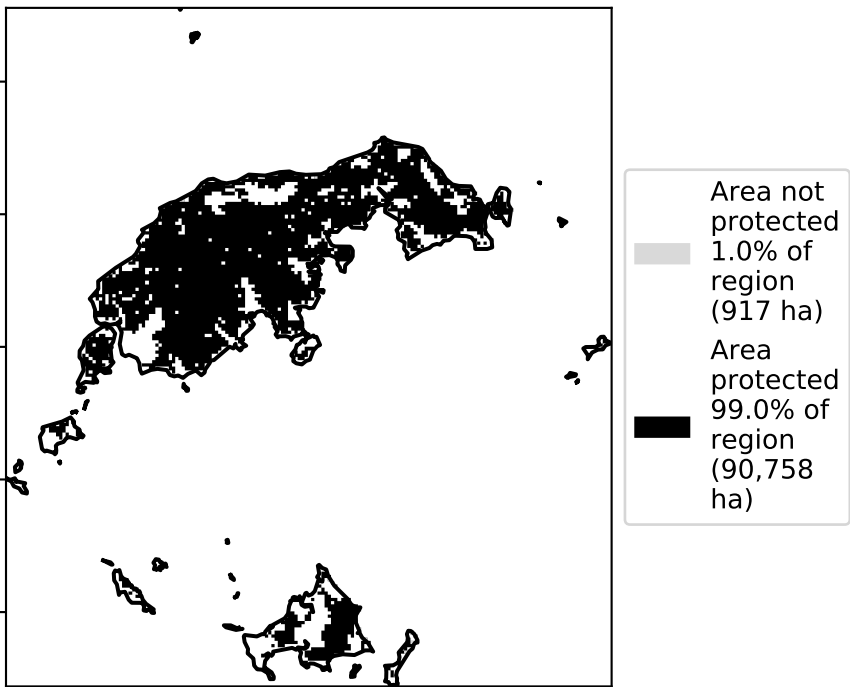 Area not
protected
1.0% of
region
(917 ha)
Area
protected
99.0% of
region
(90,758
ha)